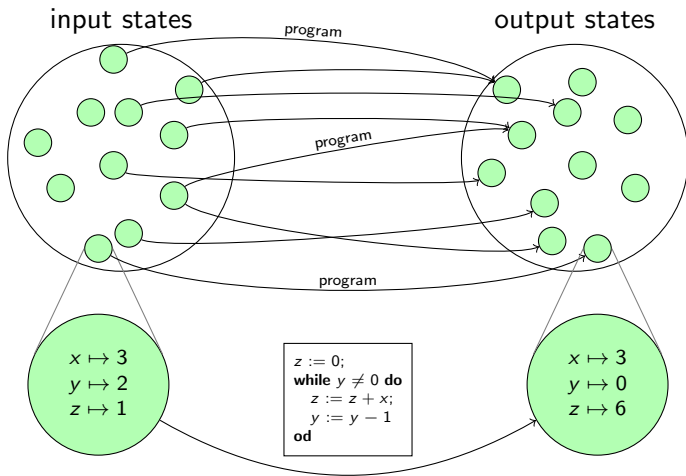 input states
output states
program
program
program
x ↦ 3
y ↦ 2
z ↦ 1
z := 0;
while y ≠ 0 do
z := z + x;
y := y − 1
od
x ↦ 3
y ↦ 0
z ↦ 6